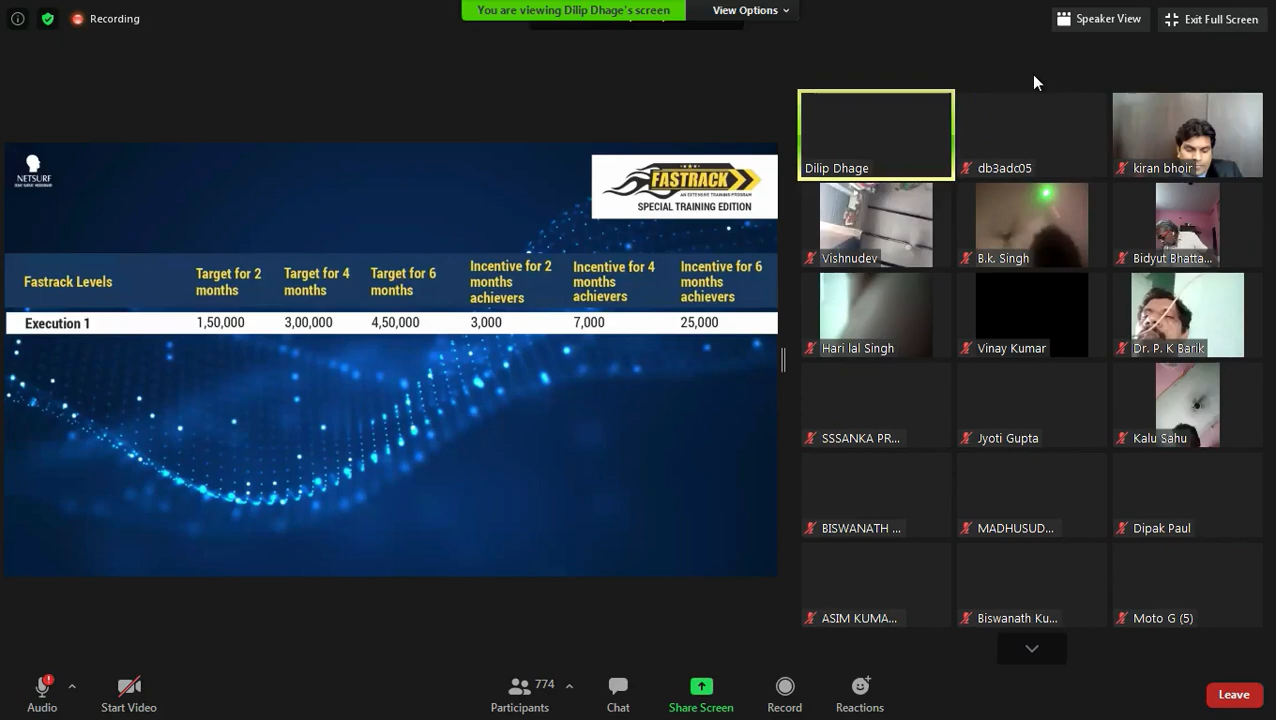 Recording
You are viewing Dilip Dhage's screen
View Options
Speaker View
Exit Full Screen
NETSURF
FASTRACK
AN EXTENSIVE TRAINING PROGRAM
SPECIAL TRAINING EDITION
Fastrack Levels
Target for 2 months
Target for 4 months
Target for 6 months
Incentive for 2 months achievers
Incentive for 4 months achievers
Incentive for 6 months achievers
Execution 1 1,50,000 3,00,000 4,50,000 3,000 7,000 25,000
Dilip Dhage
db3adc05
kiran bhoir
Vishnudev
B.k. Singh
Bidyut Bhatta...
Hari lal Singh
Vinay Kumar
Dr. P. K Barik
SSSANKA PR...
Jyoti Gupta
Kalu Sahu
BISWANATH ...
MADHUSUD...
Dipak Paul
ASIM KUMA...
Biswanath Ku...
Moto G (5)
Audio
Start Video
774
Participants
Chat
Share Screen
Record
Reactions
Leave